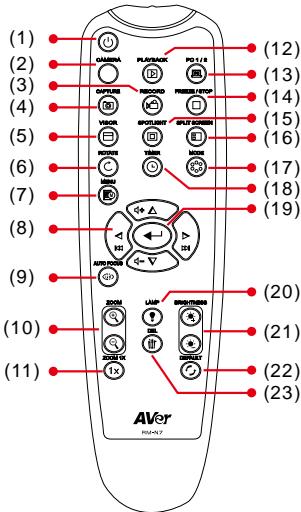 (1)
(2)
(3)
(4)
(5)
(6)
(7)
(8)
(9)
(10)
(11)
CAMERA
PLAYBACK
PC 1 / 2
CAPTURE
RECORD
FREEZE / STOP
VISOR
SPOTLIGHT
SPLIT SCREEN
ROTATE
TIMER
MODE
MENU
AUTO FOCUS
ZOOM
LAMP
BRIGHTNESS
DEL
ZOOM 1X
DEFAULT
1x
AVer
RM-N7
(12)
(13)
(14)
(15)
(16)
(17)
(18)
(19)
(20)
(21)
(22)
(23)